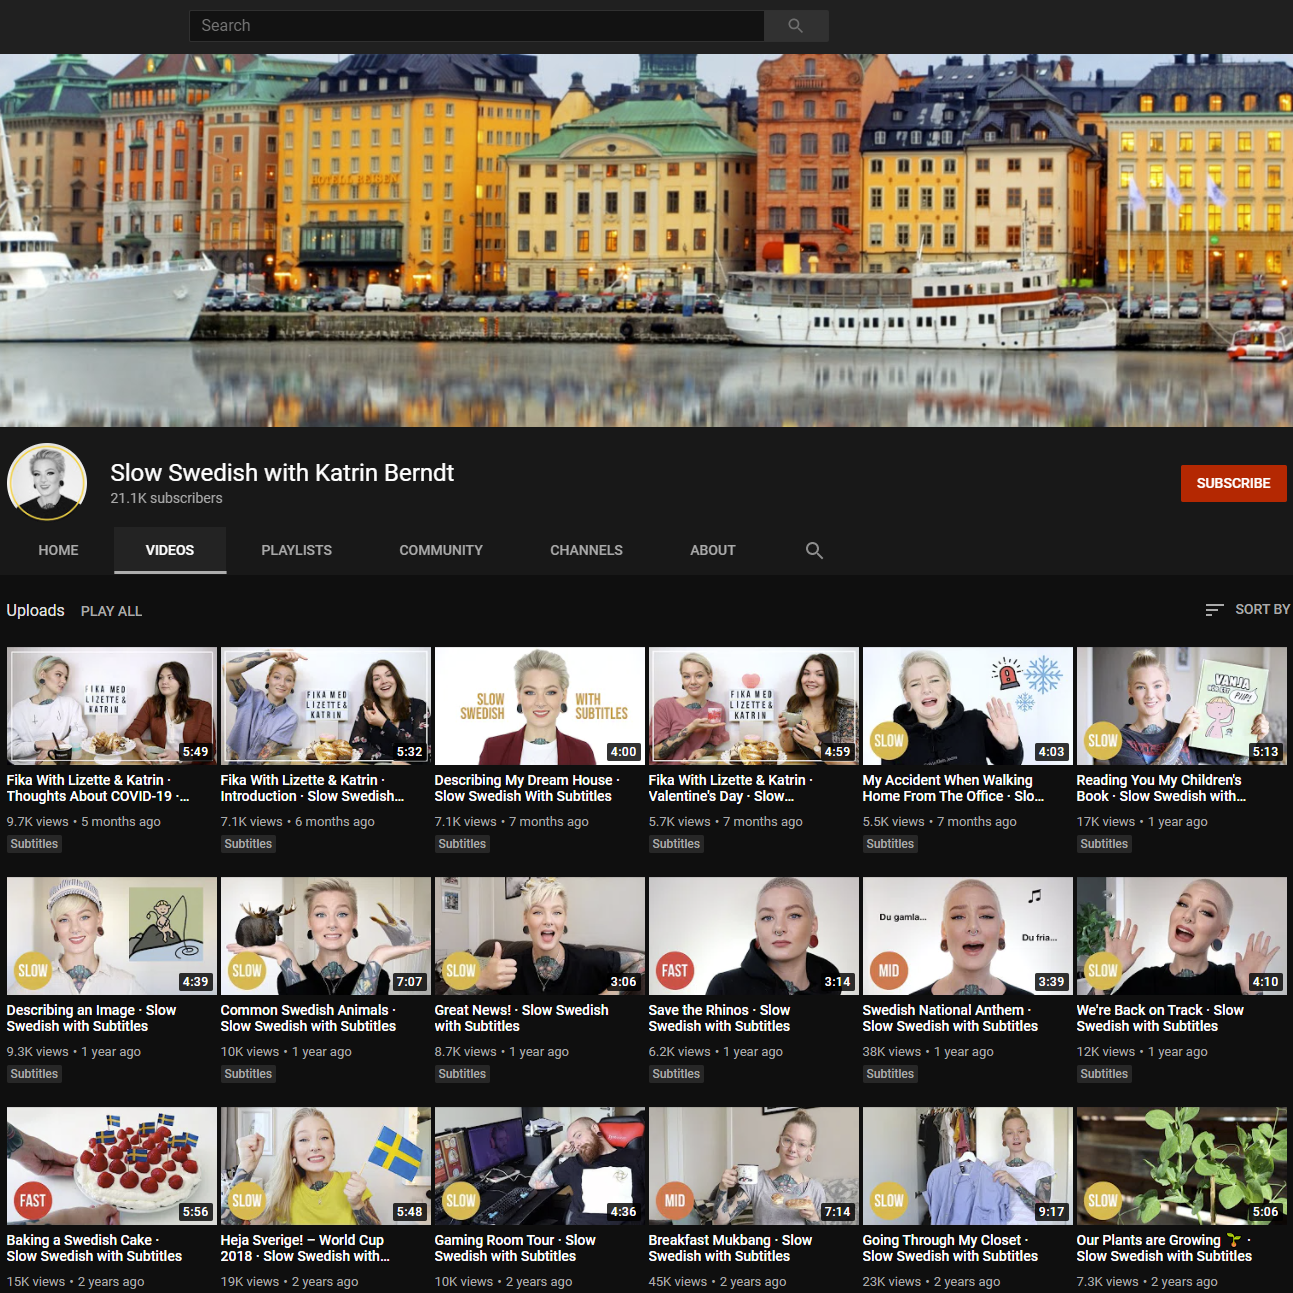 Search
HOTELL REISEN
Slow Swedish with Katrin Berndt
21.1K subscribers
SUBSCRIBE
HOME
VIDEOS
PLAYLISTS
COMMUNITY
CHANNELS
ABOUT
Uploads
PLAY ALL
SORT BY
FIKA MED
LIZETTE &
KATRIN
5:49
Fika With Lizette & Katrin ·
Thoughts About COVID-19 ·...
9.7K views • 5 months ago
Subtitles
FIKA MED
LIZETTE &
KATRIN
5:32
Fika With Lizette & Katrin ·
Introduction · Slow Swedish...
7.1K views • 6 months ago
Subtitles
SLOW
SWEDISH
WITH
SUBTITLES
4:00
Describing My Dream House ·
Slow Swedish With Subtitles
7.1K views • 7 months ago
Subtitles
FIKA MED
LIZETTE &
KATRIN
4:59
Fika With Lizette & Katrin ·
Valentine's Day · Slow...
5.7K views • 7 months ago
Subtitles
SLOW
4:03
My Accident When Walking
Home From The Office · Slo...
5.5K views • 7 months ago
Subtitles
VANJA
PIIP!
SLOW
5:13
Reading You My Children's
Book · Slow Swedish with...
17K views • 1 year ago
Subtitles
SLOW
4:39
Describing an Image · Slow
Swedish with Subtitles
9.3K views • 1 year ago
Subtitles
SLOW
7:07
Common Swedish Animals ·
Slow Swedish with Subtitles
10K views • 1 year ago
Subtitles
SLOW
3:06
Great News! · Slow Swedish
with Subtitles
8.7K views • 1 year ago
Subtitles
FAST
3:14
Save the Rhinos · Slow
Swedish with Subtitles
6.2K views • 1 year ago
Subtitles
Du gamla...
Du fria...
MID
3:39
Swedish National Anthem ·
Slow Swedish with Subtitles
38K views • 1 year ago
Subtitles
SLOW
4:10
We're Back on Track · Slow
Swedish with Subtitles
12K views • 1 year ago
Subtitles
FAST
5:56
Baking a Swedish Cake ·
Slow Swedish with Subtitles
15K views • 2 years ago
SLOW
5:48
Heja Sverige! – World Cup
2018 · Slow Swedish with...
19K views • 2 years ago
SLOW
4:36
Gaming Room Tour · Slow
Swedish with Subtitles
10K views • 2 years ago
MID
7:14
Breakfast Mukbang · Slow
Swedish with Subtitles
45K views • 2 years ago
SLOW
9:17
Going Through My Closet ·
Slow Swedish with Subtitles
23K views • 2 years ago
SLOW
5:06
Our Plants are Growing 🌱 ·
Slow Swedish with Subtitles
7.3K views • 2 years ago